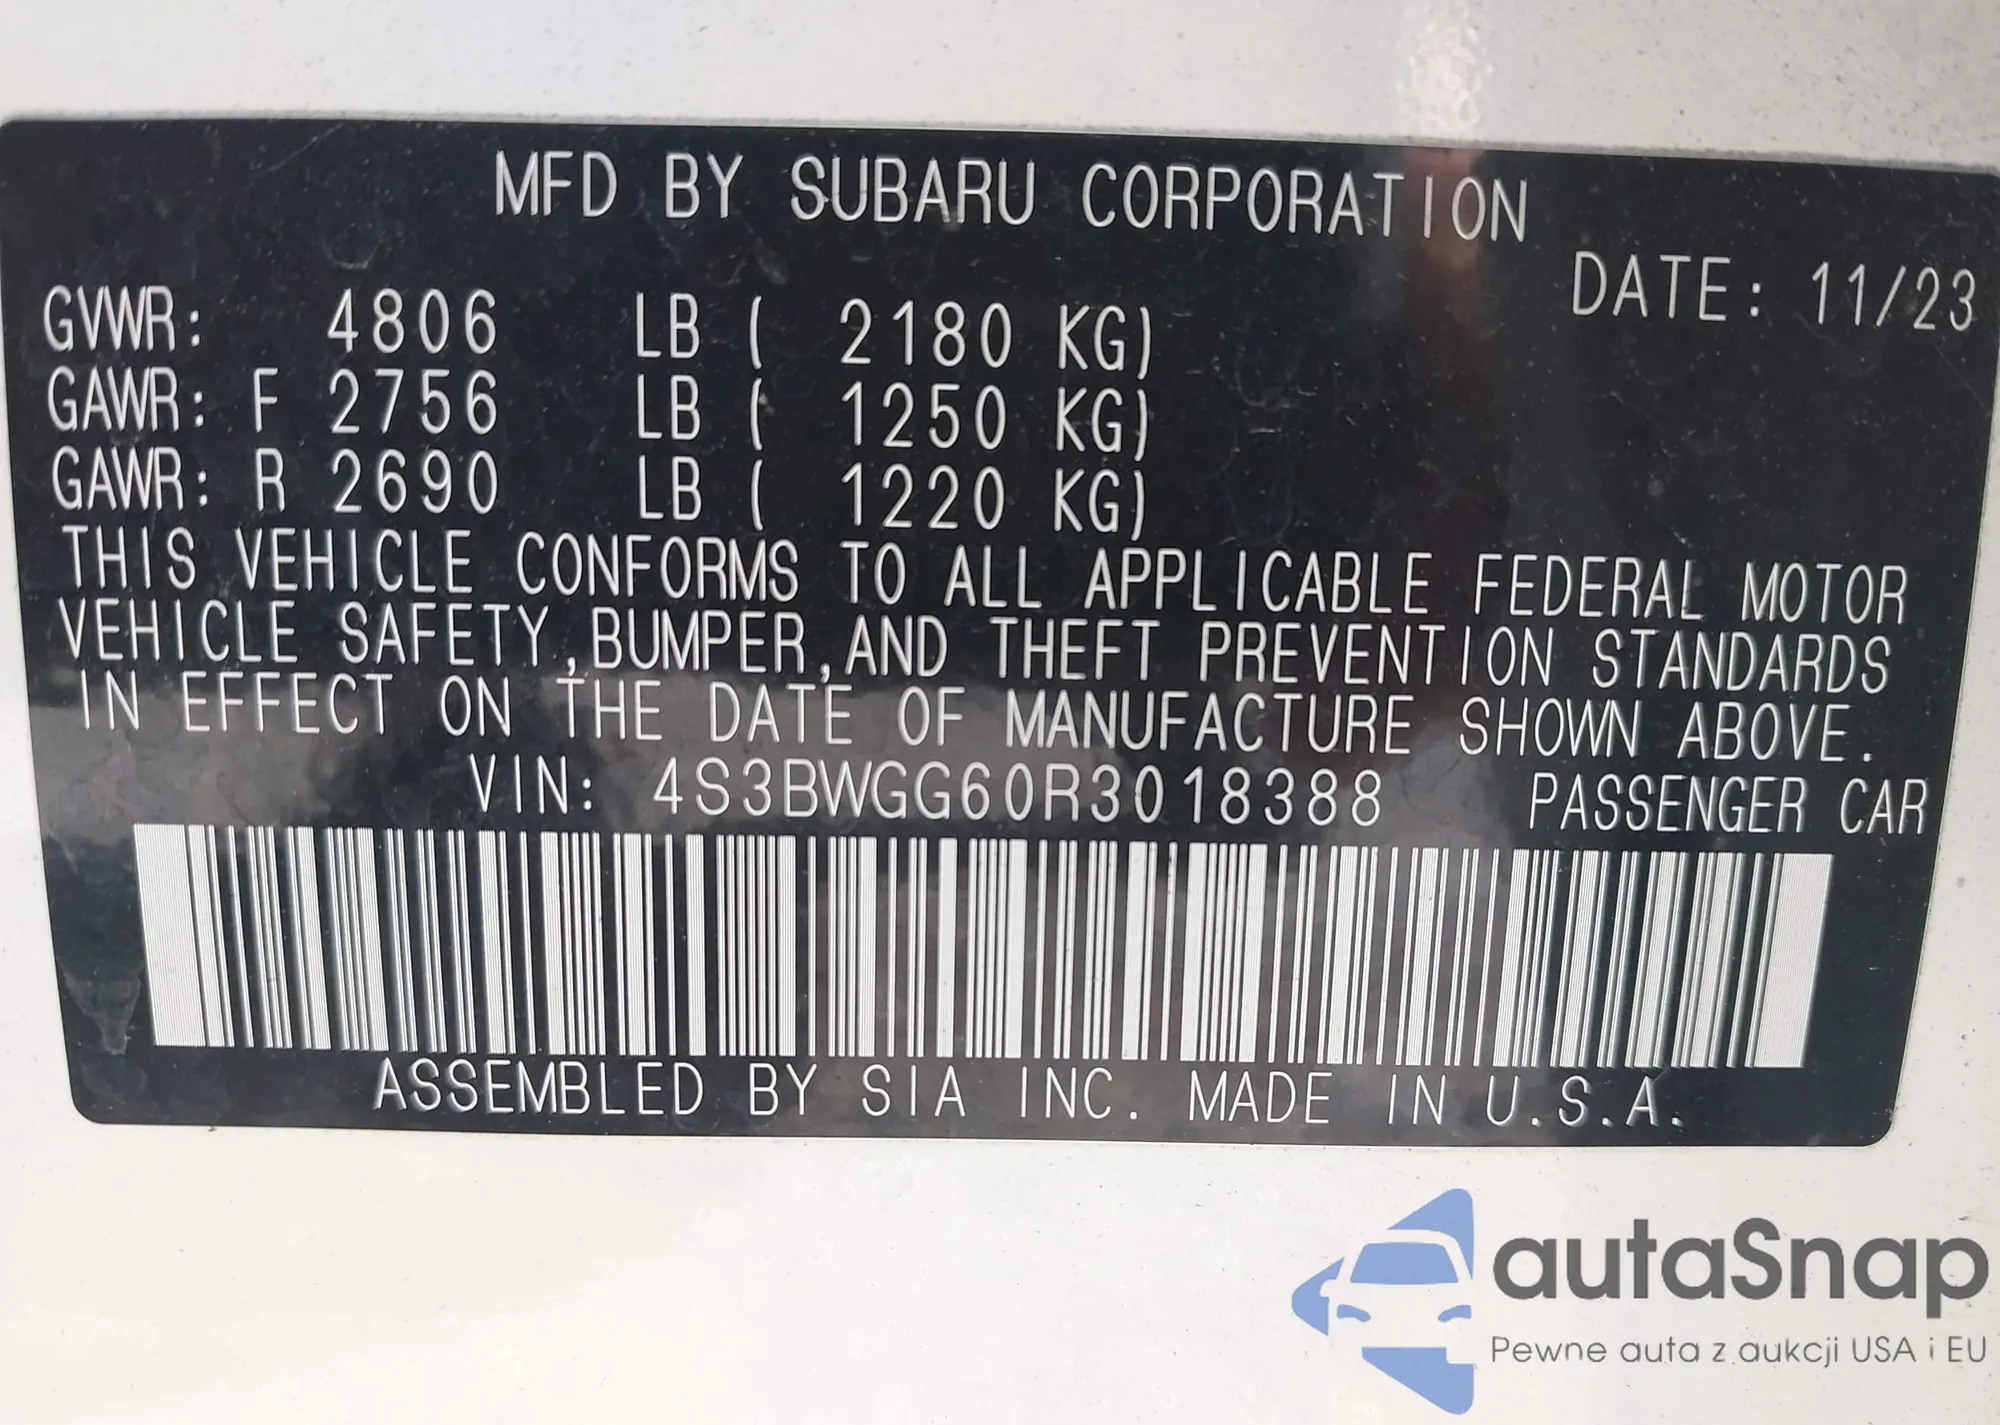 MFD BY SUBARU CORPORATION
DATE: 11/23
GVWR: 4806 LB ( 2180 KG)
GAWR: F 2756 LB ( 1250 KG)
GAWR: R 2690 LB ( 1220 KG)
THIS VEHICLE CONFORMS TO ALL APPLICABLE FEDERAL MOTOR
VEHICLE SAFETY,BUMPER,AND THEFT PREVENTION STANDARDS
IN EFFECT ON THE DATE OF MANUFACTURE SHOWN ABOVE.
VIN: 4S3BWGG60R3018388 PASSENGER CAR
ASSEMBLED BY SIA INC. MADE IN U.S.A.
autaSnap
Pewne auta z aukcji USA i EU